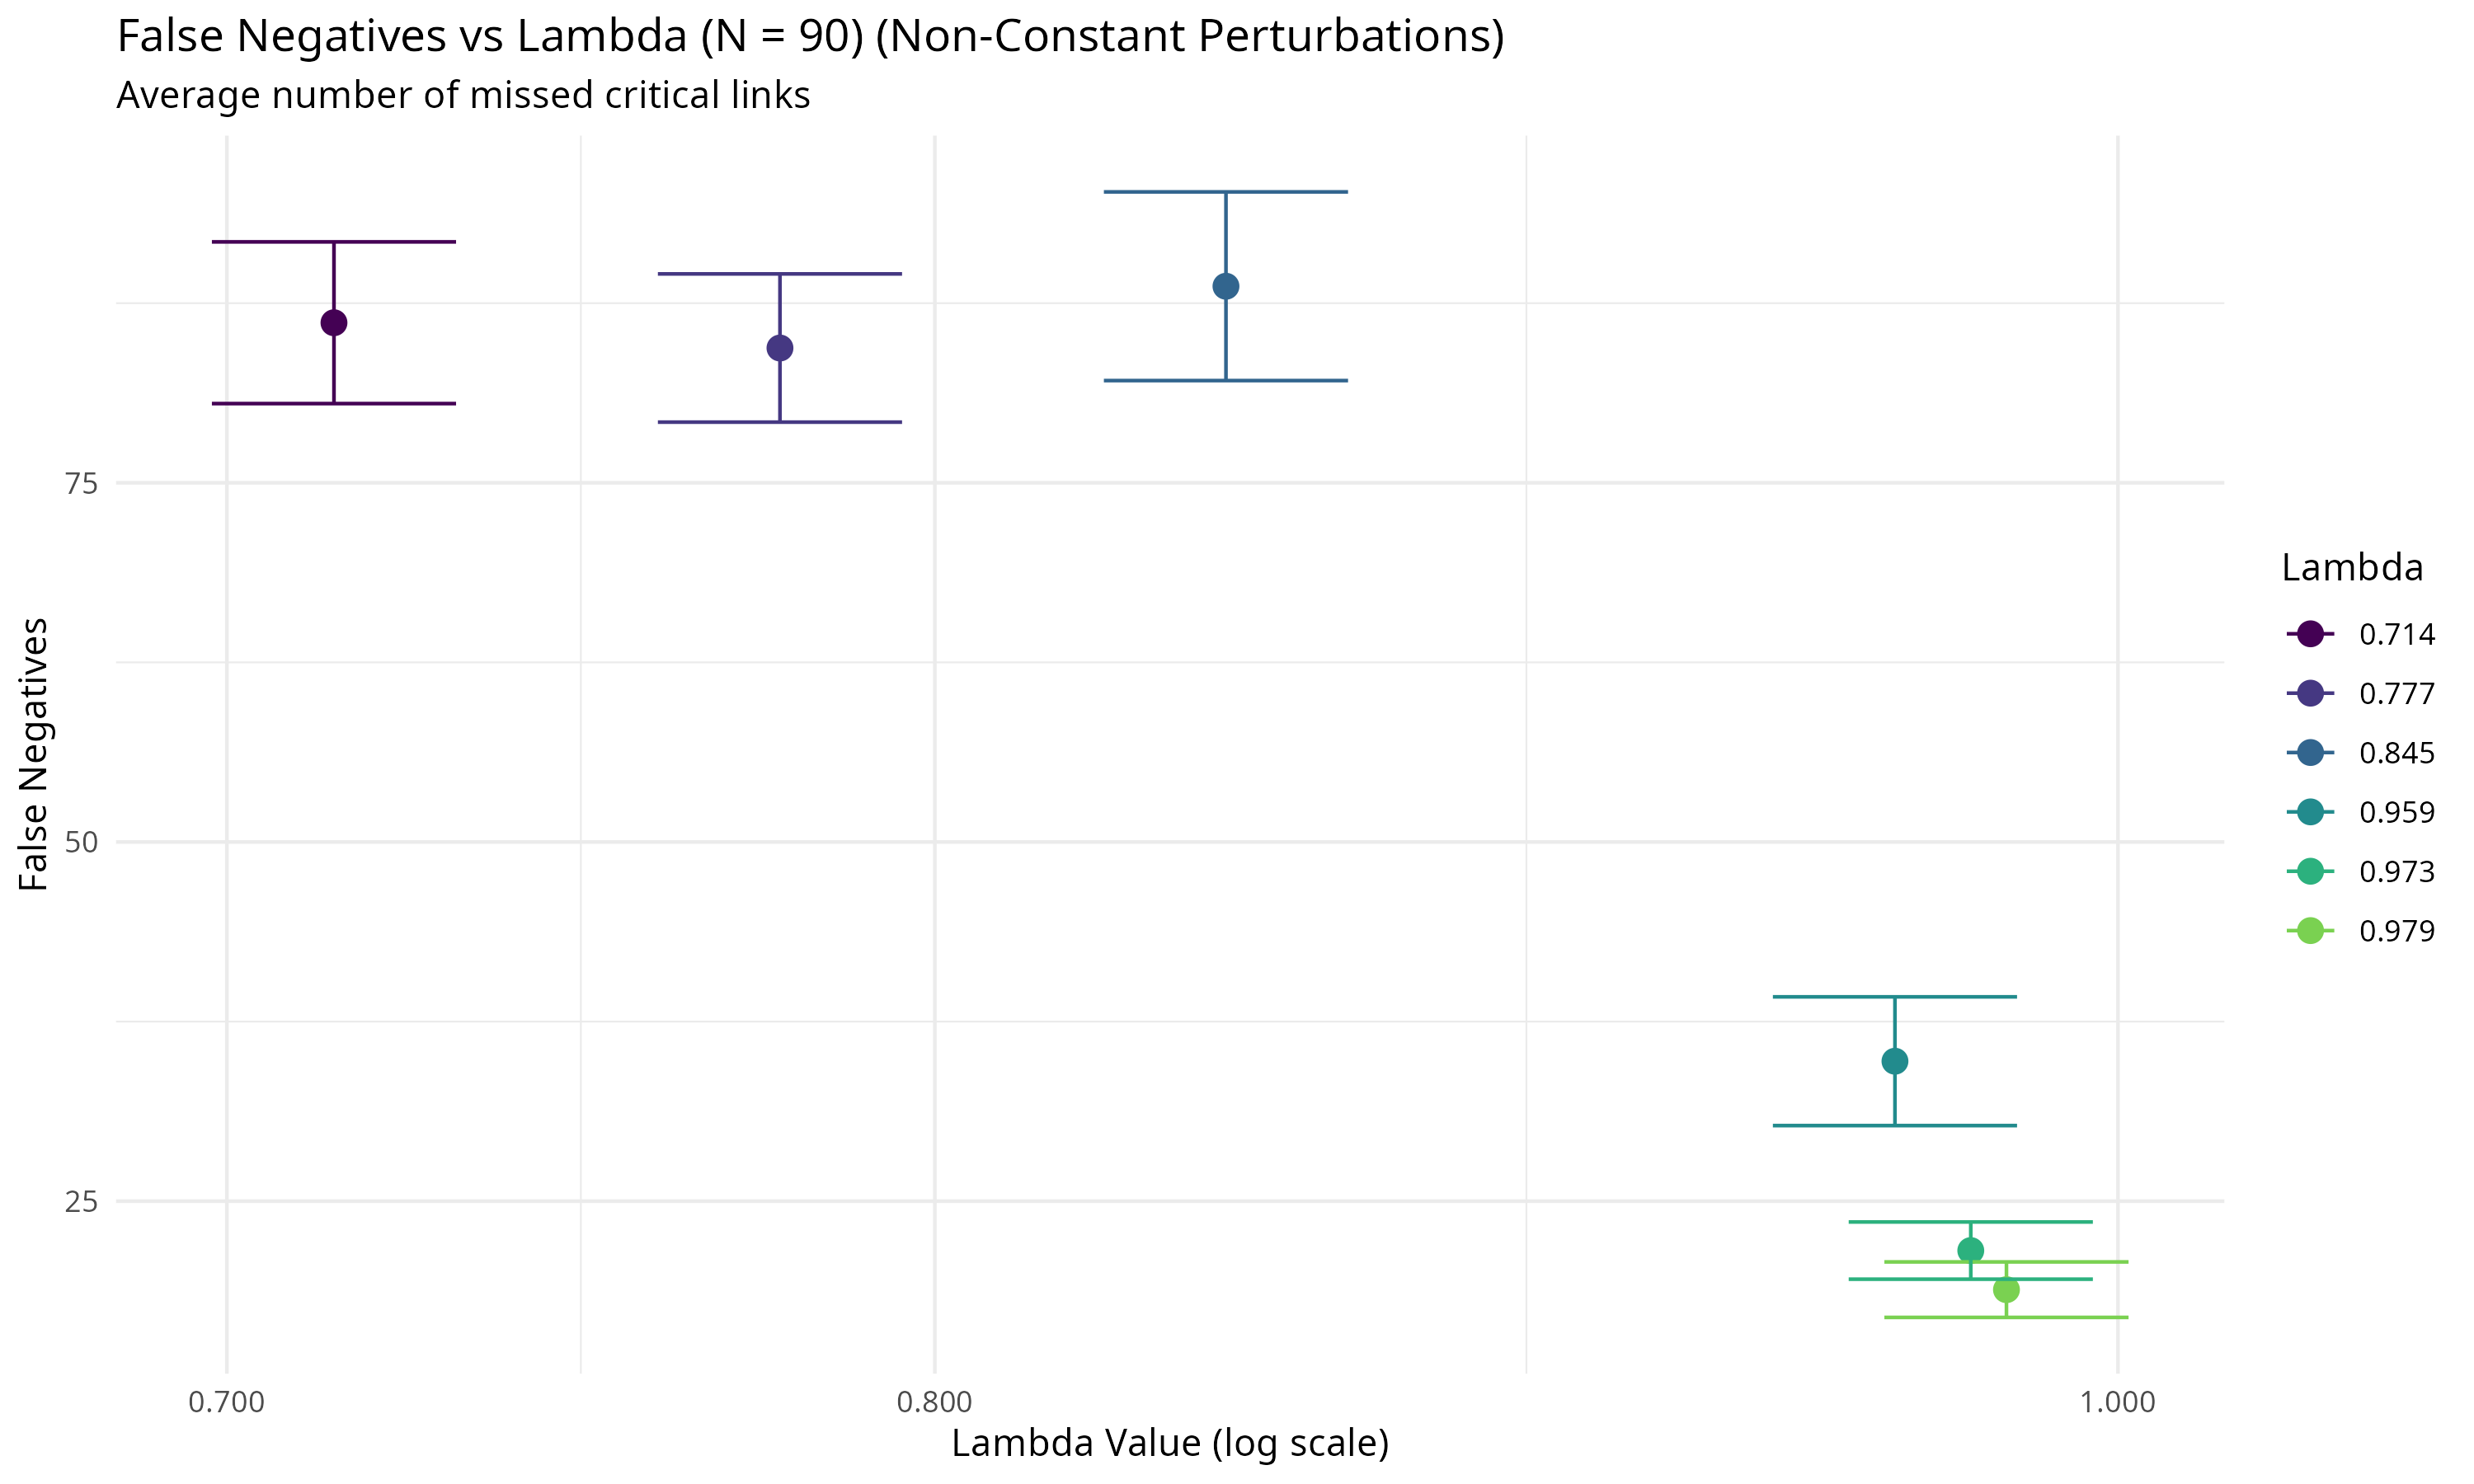 False Negatives vs Lambda (N = 90) (Non-Constant Perturbations)
Average number of missed critical links
False Negatives
75
50
25
0.700
0.800
1.000
Lambda Value (log scale)
Lambda
0.714
0.777
0.845
0.959
0.973
0.979